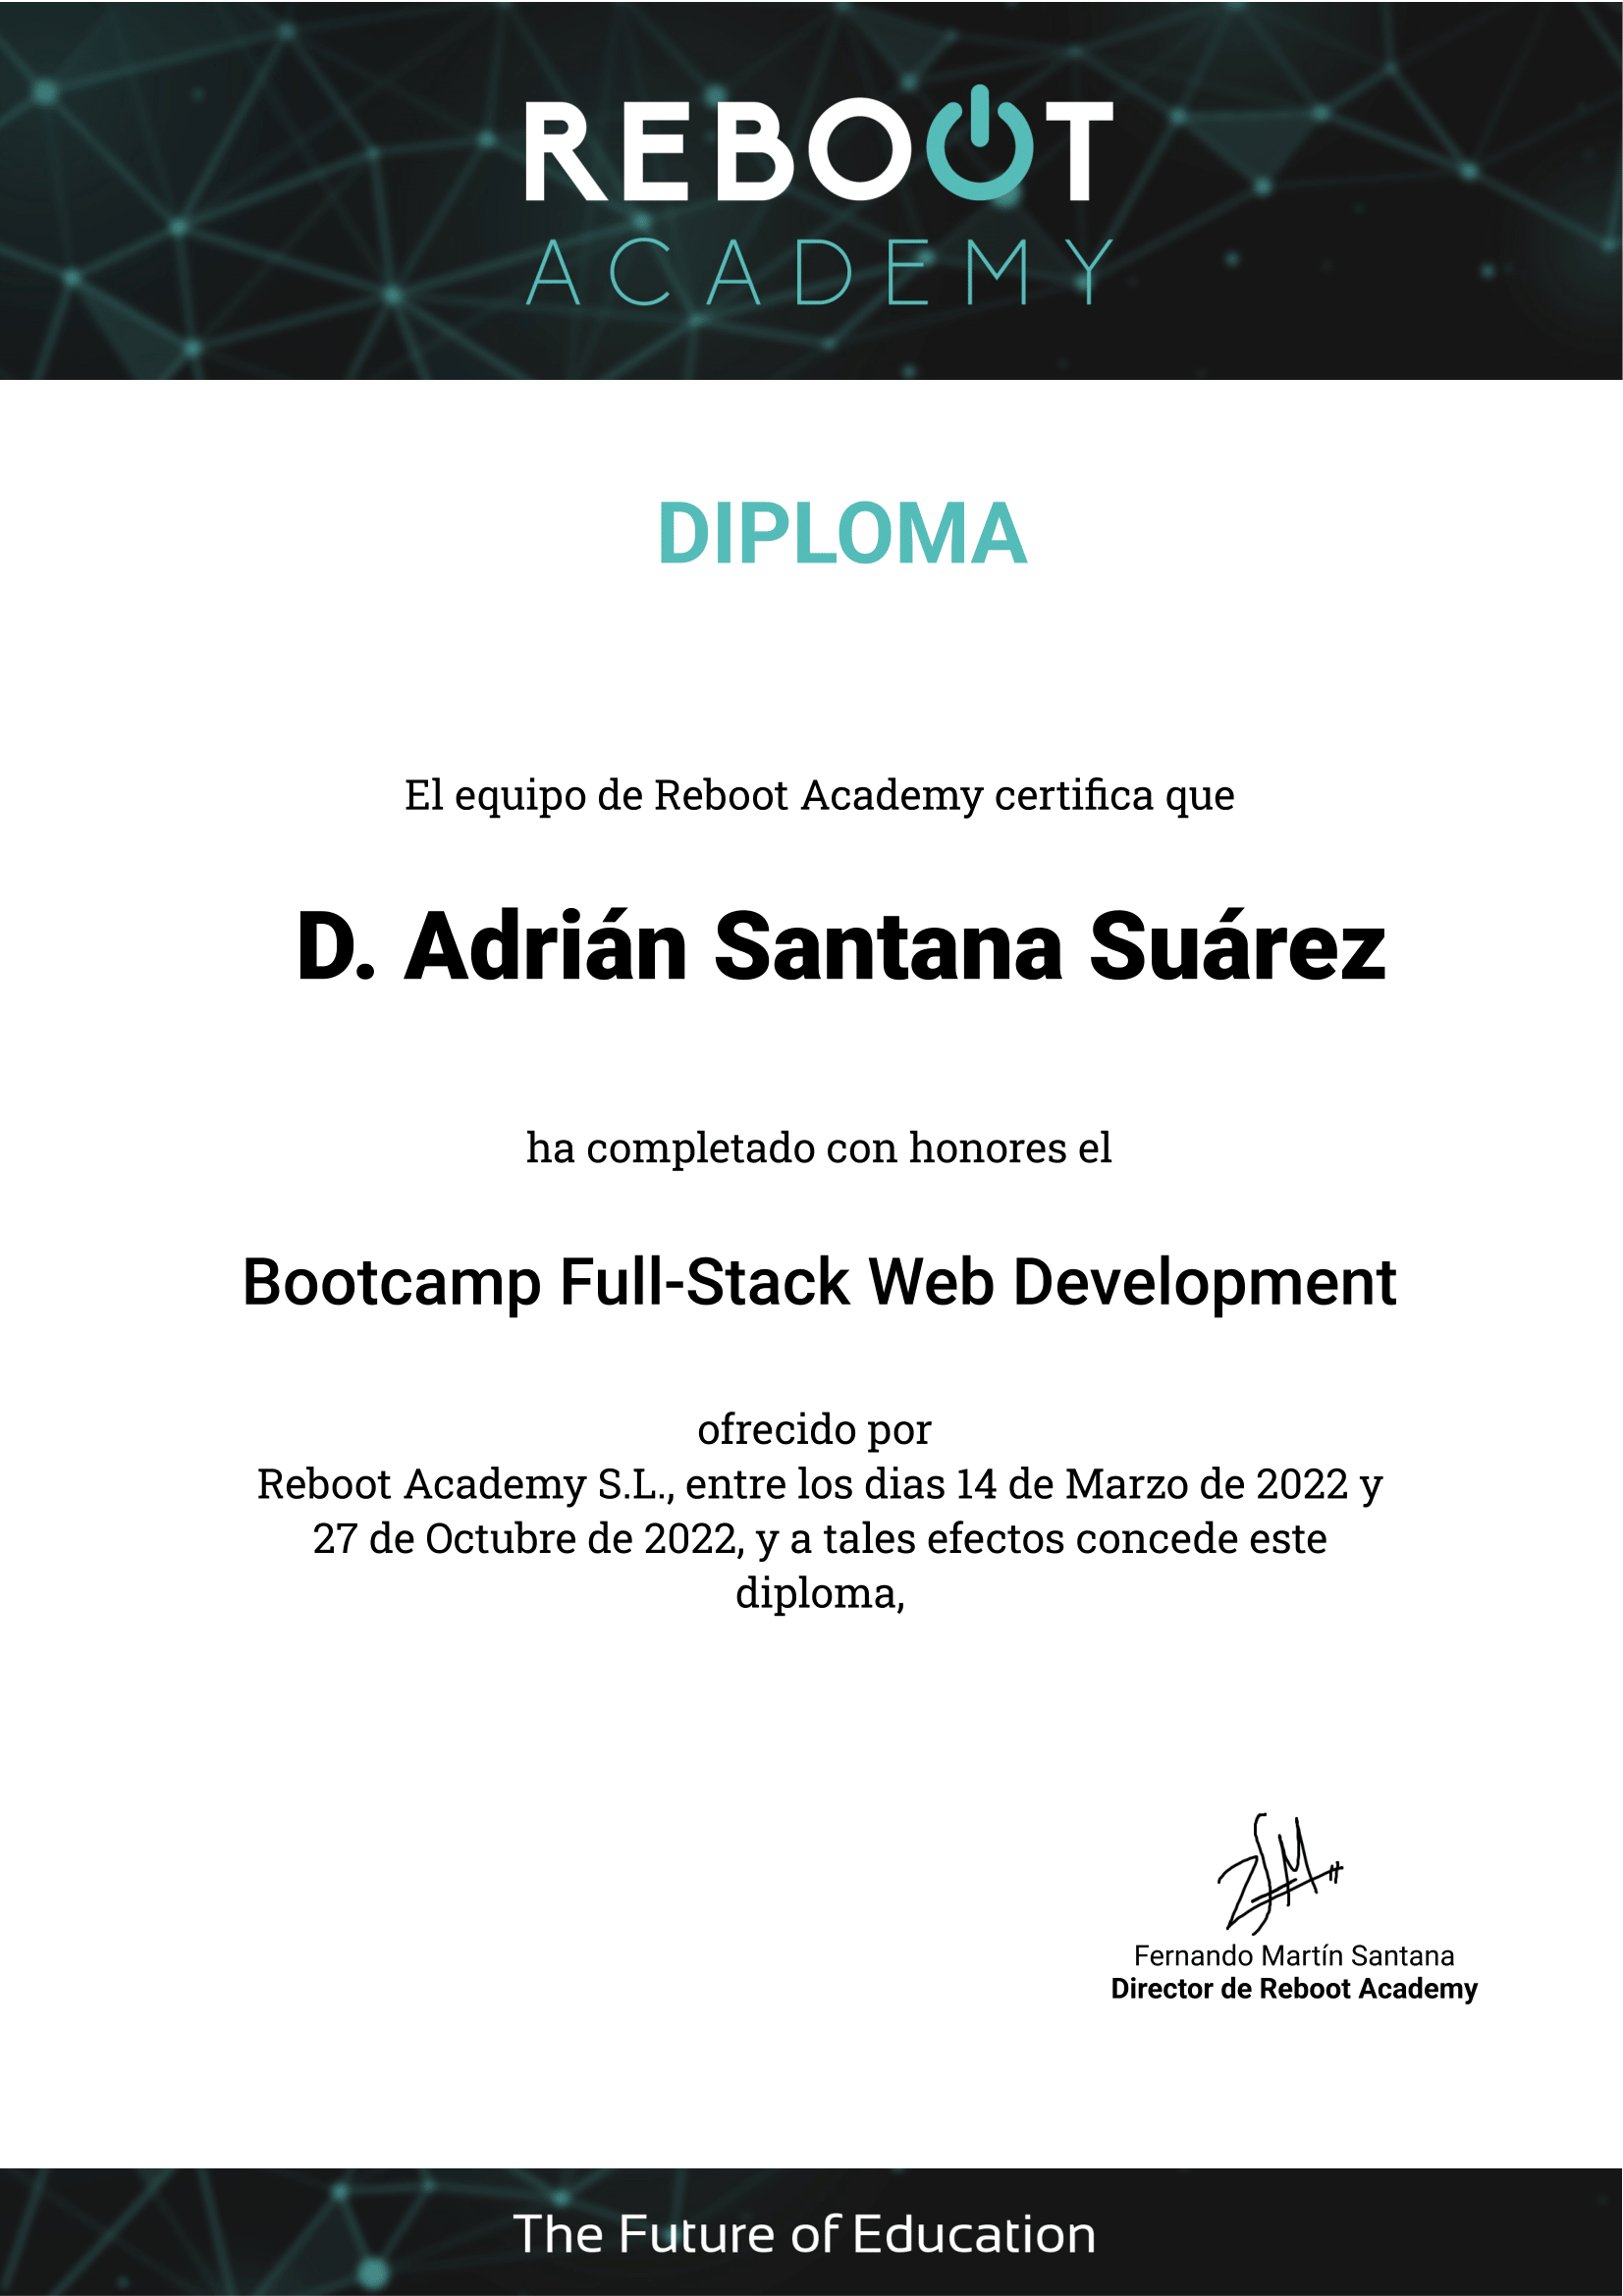 REBOOT
ACADEMY
DIPLOMA
El equipo de Reboot Academy certifica que
D. Adrián Santana Suárez
ha completado con honores el
Bootcamp Full-Stack Web Development
ofrecido por
Reboot Academy S.L., entre los dias 14 de Marzo de 2022 y
27 de Octubre de 2022, y a tales efectos concede este
diploma,
Fernando Martín Santana
Director de Reboot Academy
The Future of Education